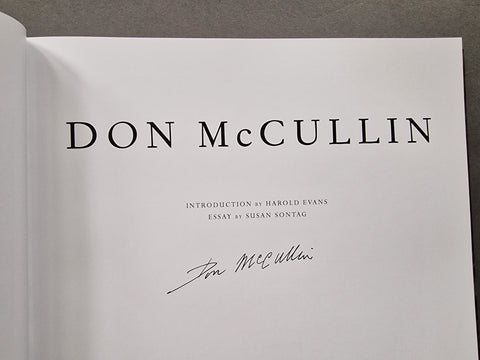 DON McCULLIN
INTRODUCTION BY HAROLD EVANS
ESSAY BY SUSAN SONTAG
Don McCullin